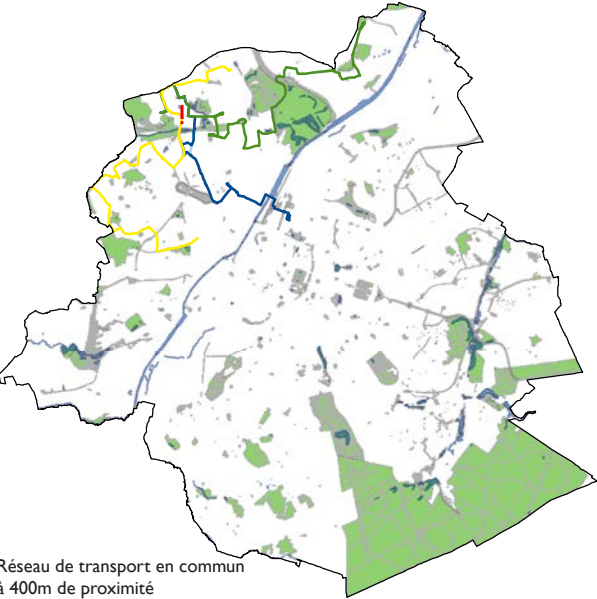 Réseau de transport en commun
à 400m de proximité